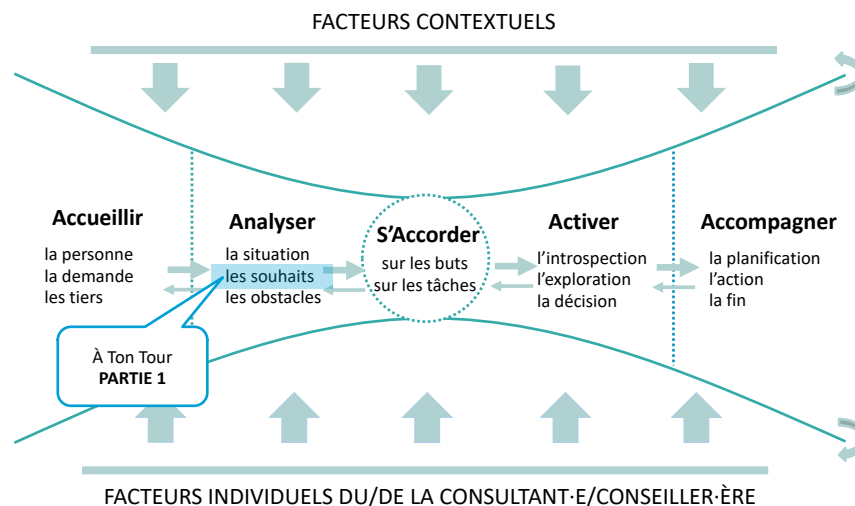 FACTEURS CONTEXTUELS
Accueillir
la personne
la demande
les tiers
Analyser
la situation
les souhaits
les obstacles
S'Accorder
sur les buts
sur les tâches
Activer
l'introspection
l'exploration
la décision
Accompagner
la planification
l'action
la fin
À Ton Tour
PARTIE 1
FACTEURS INDIVIDUELS DU/DE LA CONSULTANT·E/CONSEILLER·ÈRE